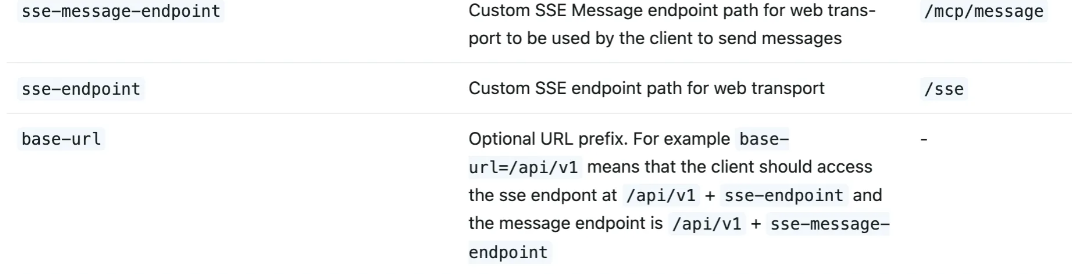 sse-message-endpoint
Custom SSE Message endpoint path for web trans-
port to be used by the client to send messages
/mcp/message
sse-endpoint
Custom SSE endpoint path for web transport
/sse
base-url
Optional URL prefix. For example base-
url=/api/v1 means that the client should access
the sse endpont at /api/v1 + sse-endpoint and
the message endpoint is /api/v1 + sse-message-
endpoint
-